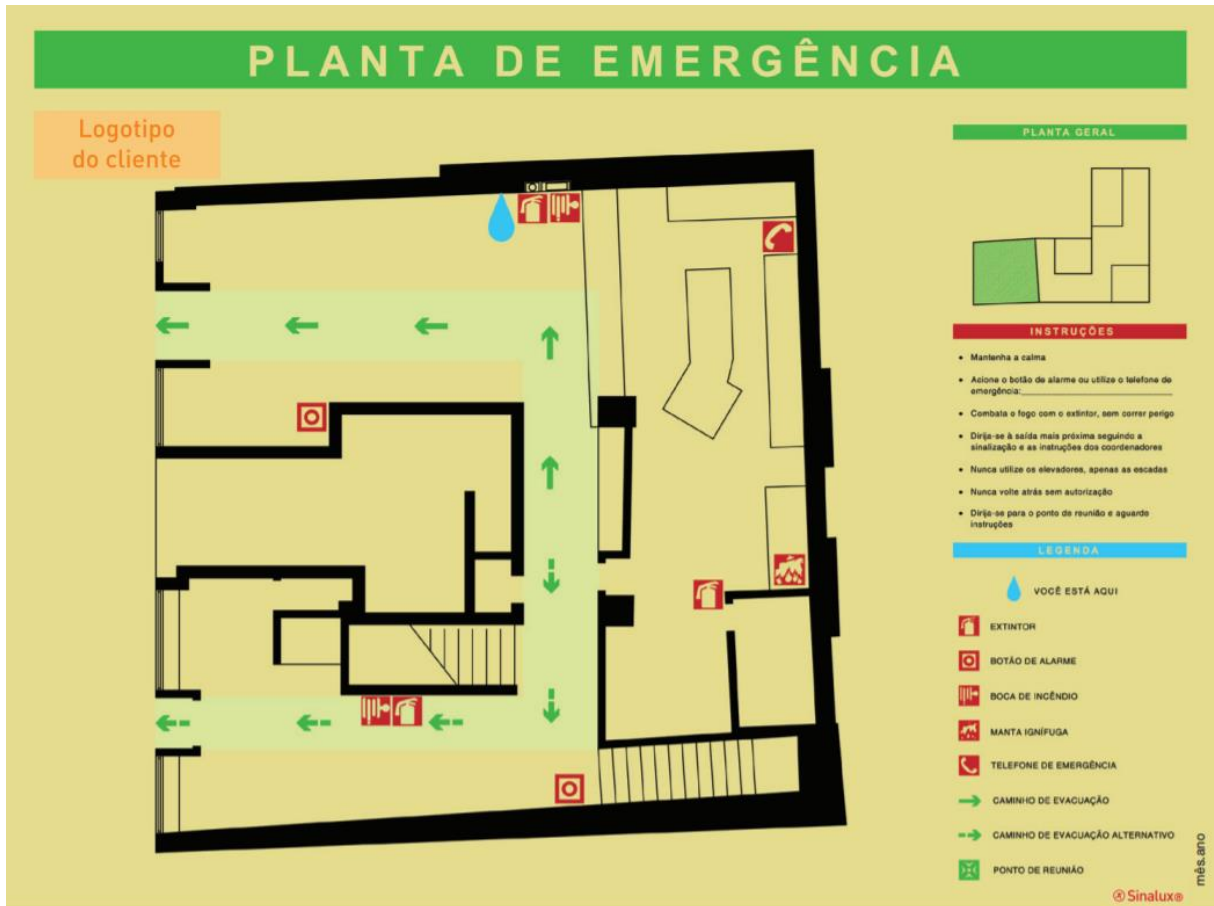 PLANTA DE EMERGÊNCIA
Logotipo
do cliente
PLANTA GERAL
INSTRUÇÕES
• Mantenha a calma
• Acione o botão de alarme ou utilize o telefone de
emergência:
• Combata o fogo com o extintor, sem correr perigo
• Dirija-se à saída mais próxima seguindo a
sinalização e as instruções dos coordenadores
• Nunca utilize os elevadores, apenas as escadas
• Nunca volte atrás sem autorização
• Dirija-se para o ponto de reunião e aguarde
instruções
LEGENDA
VOCÊ ESTÁ AQUI
EXTINTOR
BOTÃO DE ALARME
BOCA DE INCÊNDIO
MANTA IGNÍFUGA
TELEFONE DE EMERGÊNCIA
CAMINHO DE EVACUAÇÃO
CAMINHO DE EVACUAÇÃO ALTERNATIVO
PONTO DE REUNIÃO
mês.ano
Sinalux®